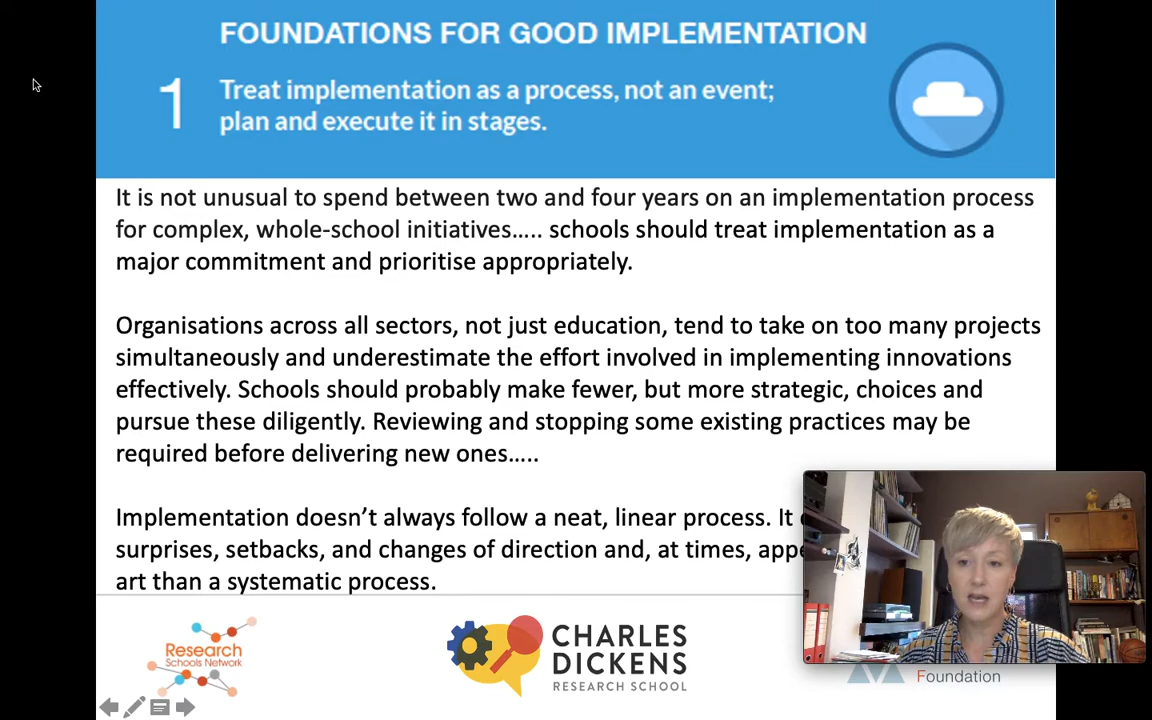 FOUNDATIONS FOR GOOD IMPLEMENTATION
1
Treat implementation as a process, not an event;
plan and execute it in stages.
It is not unusual to spend between two and four years on an implementation process
for complex, whole-school initiatives….. schools should treat implementation as a
major commitment and prioritise appropriately.
Organisations across all sectors, not just education, tend to take on too many projects
simultaneously and underestimate the effort involved in implementing innovations
effectively. Schools should probably make fewer, but more strategic, choices and
pursue these diligently. Reviewing and stopping some existing practices may be
required before delivering new ones…..
Implementation doesn’t always follow a neat, linear process. It
surprises, setbacks, and changes of direction and, at times,
art than a systematic process.
Research
Schools Network
CHARLES
DICKENS
RESEARCH SCHOOL
Foundation